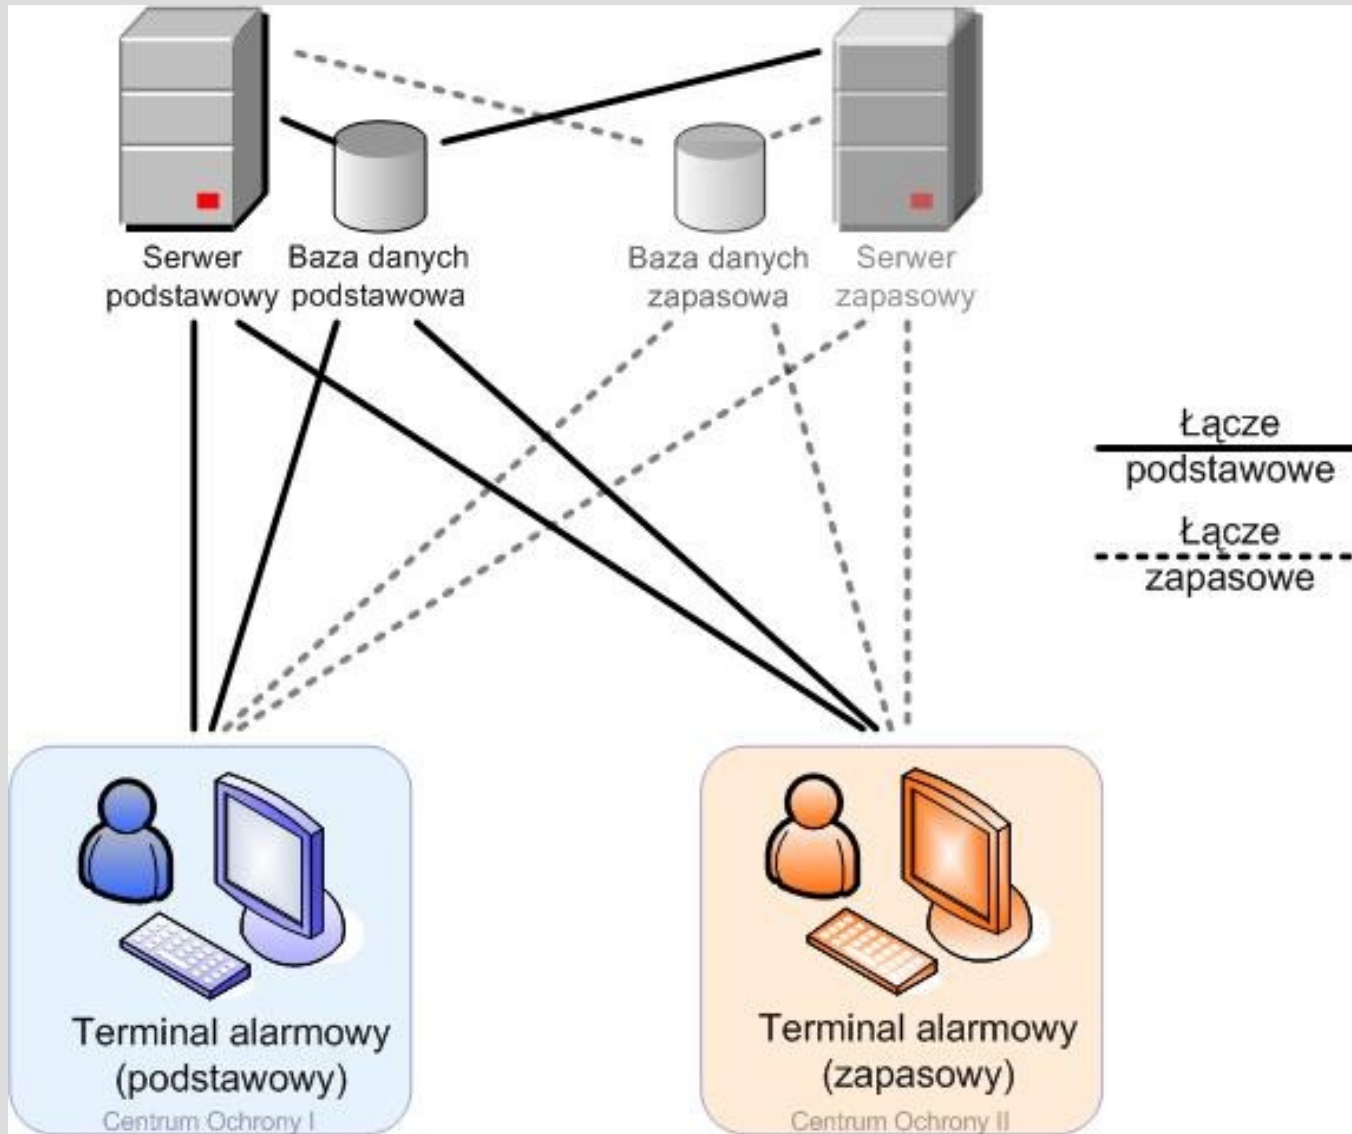 Serwer
podstawowy
Baza danych
podstawowa
Baza danych
zapasowa
Serwer
zapasowy
Łącze
podstawowe
Łącze
zapasowe
Terminal alarmowy
(podstawowy)
Centrum Ochrony I
Terminal alarmowy
(zapasowy)
Centrum Ochrony II